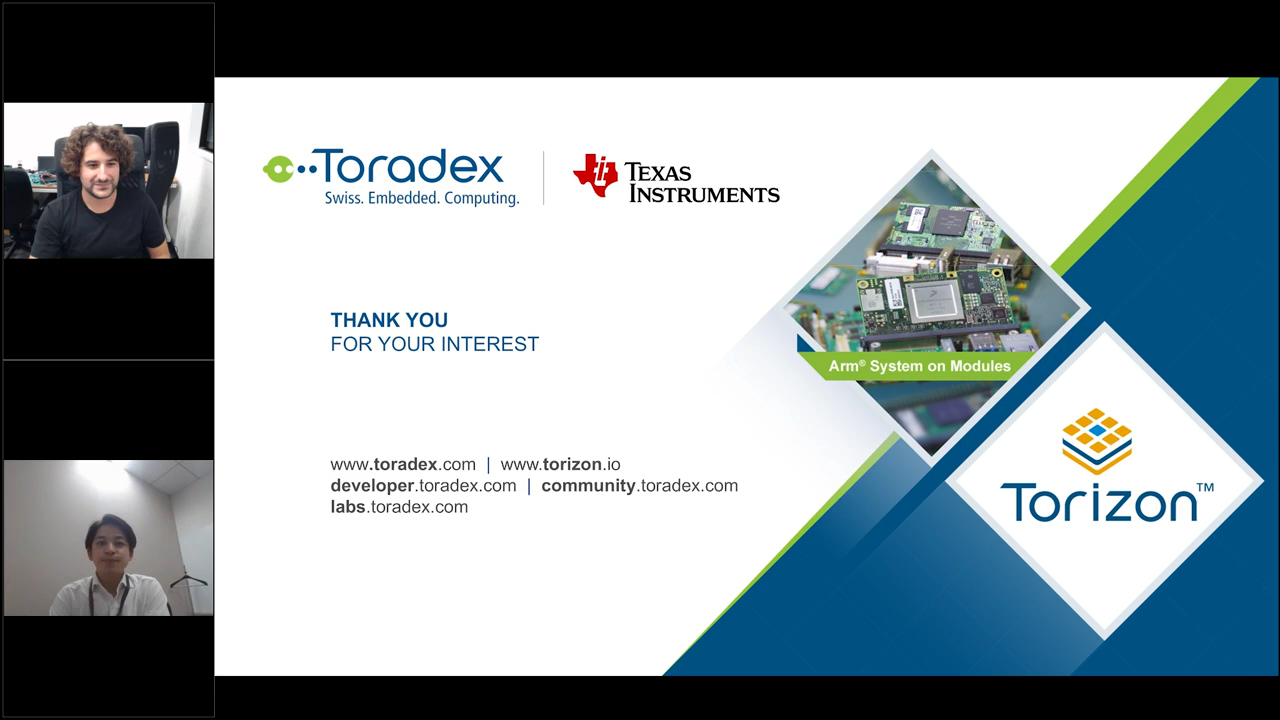 Toradex
Swiss. Embedded. Computing.
TEXAS
INSTRUMENTS
THANK YOU
FOR YOUR INTEREST
www.toradex.com | www.torizon.io
developer.toradex.com | community.toradex.com
labs.toradex.com
Arm® System on Modules
Torizon™